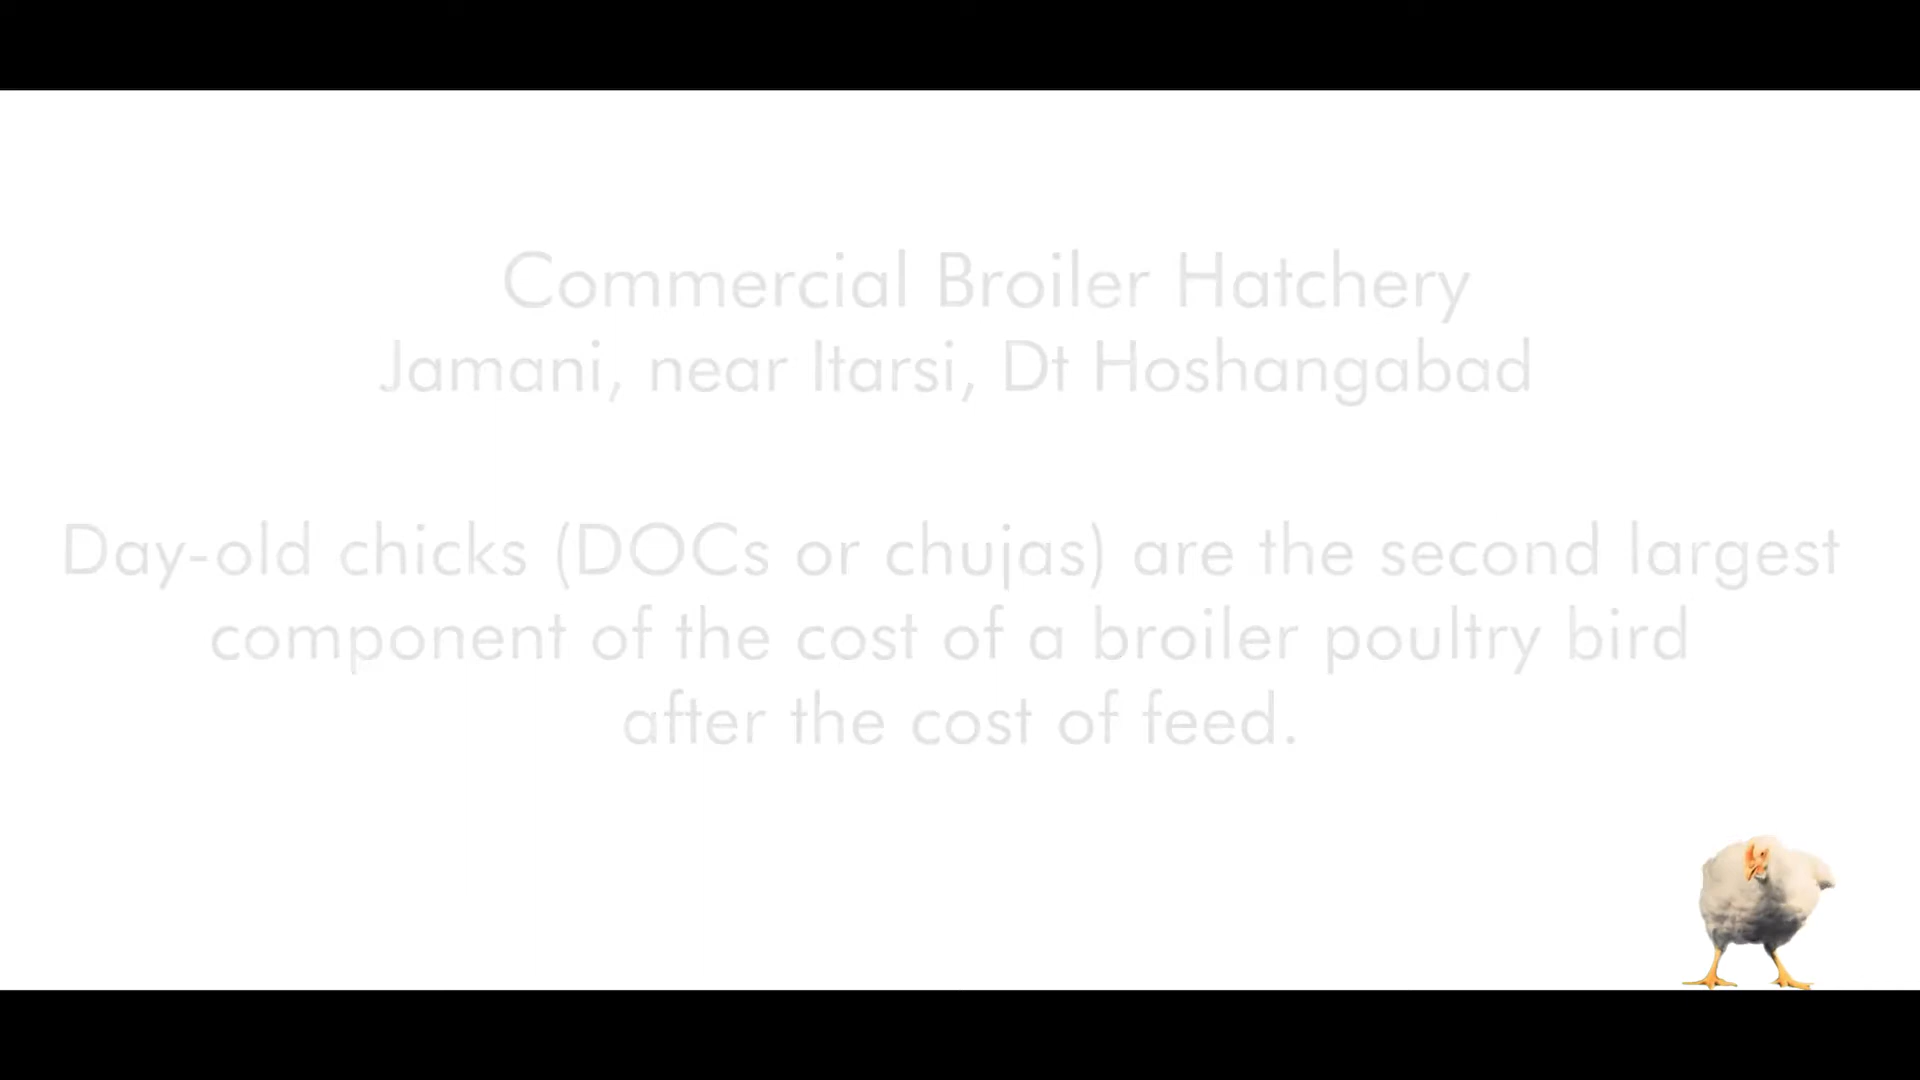 Commercial Broiler Hatchery
Jamani, near Itarsi, Dt Hoshangabad
Day-old chicks (DOCs or chujas) are the second largest
component of the cost of a broiler poultry bird
after the cost of feed.